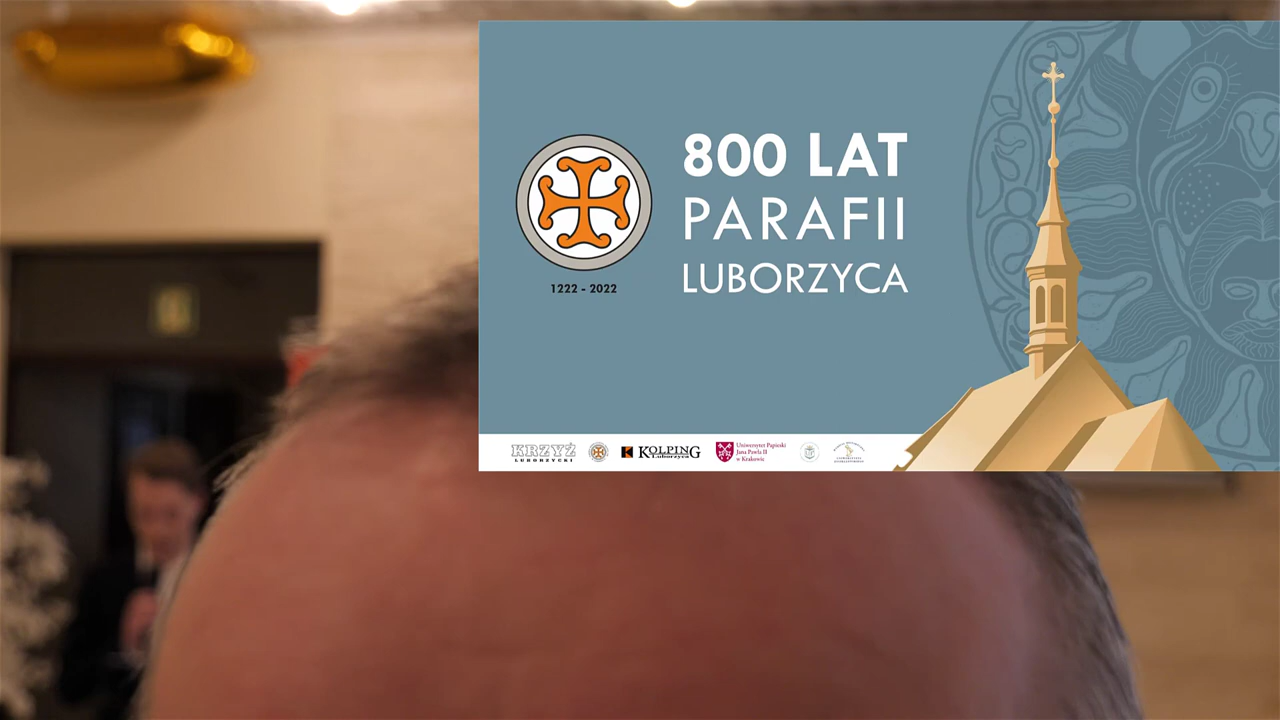 800 LAT
PARAFII
LUBORZYCA
1222 - 2022
KRZYŻ
LUBORZYCKI
KOLPING
Luborzyca
Uniwersytet Papieski
Jana Pawła II
w Krakowie